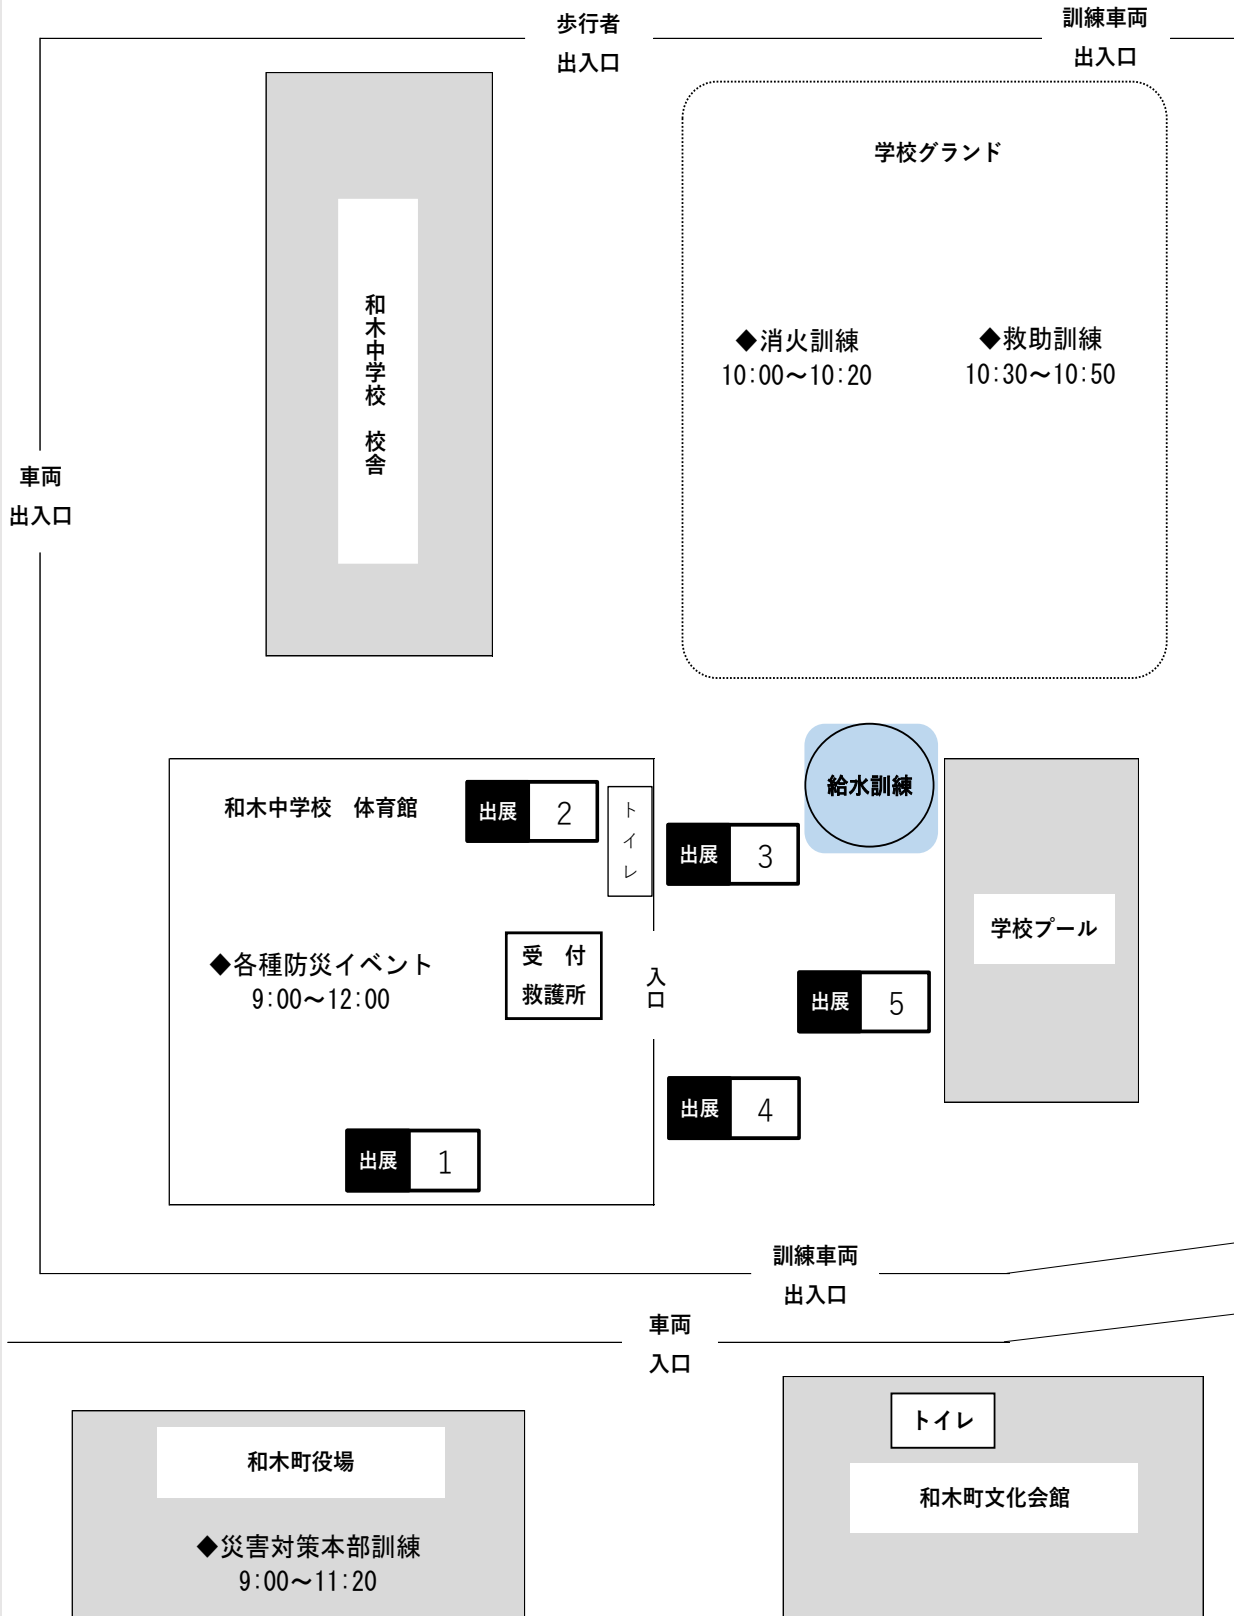 歩行者
出入口
訓練車両
出入口
学校グランド
和木中学校　校舎
◆消火訓練
10:00～10:20
◆救助訓練
10:30～10:50
車両
出入口
給水訓練
和木中学校　体育館
出展 2
トイレ
出展 3
学校プール
◆各種防災イベント
9:00～12:00
受　付
救護所
入口
出展 5
出展 4
出展 1
訓練車両
出入口
車両
入口
トイレ
和木町役場
和木町文化会館
◆災害対策本部訓練
9:00～11:20